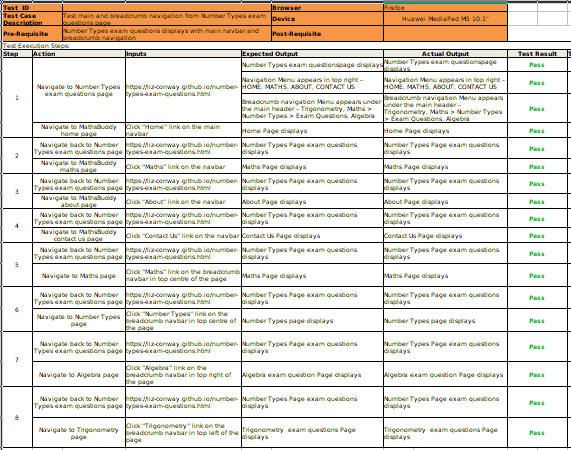 Test ID
Browser
Firefox
Test Case
Description
Test main and breadcrumb navigation from Number Types exam
questions page
Device
Huawei MediaPad M5 10.1"
Pre-Requisite
Number Types exam questions displays with main navbar and
breadcrumb navigation
Post-Requisite
Test Execution Steps:
Step Action Inputs Expected Output Actual Output Test Result
1
Navigate to Number Types
exam questions page
https://liz-conway.github.io/number-
types-exam-questions.html
Number Types exam questionspage displays
Number Types exam questionspage
displays
Pass
Navigation Menu appears in top right –
HOME, MATHS, ABOUT, CONTACT US
Navigation Menu appears in top right –
HOME, MATHS, ABOUT, CONTACT US
Pass
Breadcrumb navigation Menu appears under
the main header – Trigonometry, Maths >
Number Types > Exam Questions, Algebra
Breadcrumb navigation Menu appears
under the main header –
Trigonometry, Maths > Number Types
> Exam Questions, Algebra
Pass
Navigate to MathsBuddy
home page
Click "Home" link on the main
navbar
Home Page displays
Home Page displays
Pass
2
Navigate back to Number
Types exam questions page
https://liz-conway.github.io/number-
types-exam-questions.html
Number Types Page exam questions
displays
Number Types Page exam questions
displays
Pass
Navigate to MathsBuddy
maths page
Click "Maths" link on the navbar
Maths Page displays
Maths Page displays
Pass
3
Navigate back to Number
Types exam questions page
https://liz-conway.github.io/number-
types-exam-questions.html
Number Types Page exam questions
displays
Number Types Page exam questions
displays
Pass
Navigate to MathsBuddy
about page
Click "About" link on the navbar
About Page displays
About Page displays
Pass
4
Navigate back to Number
Types exam questions page
https://liz-conway.github.io/number-
types-exam-questions.html
Number Types Page exam questions
displays
Number Types Page exam questions
displays
Pass
Navigate to MathsBuddy
contact us page
Click "Contact Us" link on the navbar
Contact Us Page displays
Contact Us Page displays
Pass
5
Navigate back to Number
Types exam questions page
https://liz-conway.github.io/number-
types-exam-questions.html
Number Types Page exam questions
displays
Number Types Page exam questions
displays
Pass
Navigate to Maths page
Click "Maths" link on the breadcrumb
navbar in top centre of the page
Maths Page displays
Maths Page displays
Pass
6
Navigate back to Number
Types exam questions page
https://liz-conway.github.io/number-
types-exam-questions.html
Number Types Page exam questions
displays
Number Types Page exam questions
displays
Pass
Navigate to Number Types
page
Click "Number Types" link on the
breadcrumb navbar in top centre of
the page
Number Types page displays
Number Types page displays
Pass
7
Navigate back to Number
Types exam questions page
https://liz-conway.github.io/number-
types-exam-questions.html
Number Types Page exam questions
displays
Number Types Page exam questions
displays
Pass
Navigate to Algebra page
Click "Algebra" link on the
breadcrumb navbar in top right of
the page
Algebra exam question Page displays
Algebra exam question Page displays
Pass
8
Navigate back to Number
Types exam questions page
https://liz-conway.github.io/number-
types-exam-questions.html
Number Types Page exam questions
displays
Number Types Page exam questions
displays
Pass
Navigate to Trigonometry
page
Click "Trigonometry" link on the
breadcrumb navbar in top left of the
page
Trigonometry exam questions Page
displays
Trigonometry exam questions Page
displays
Pass